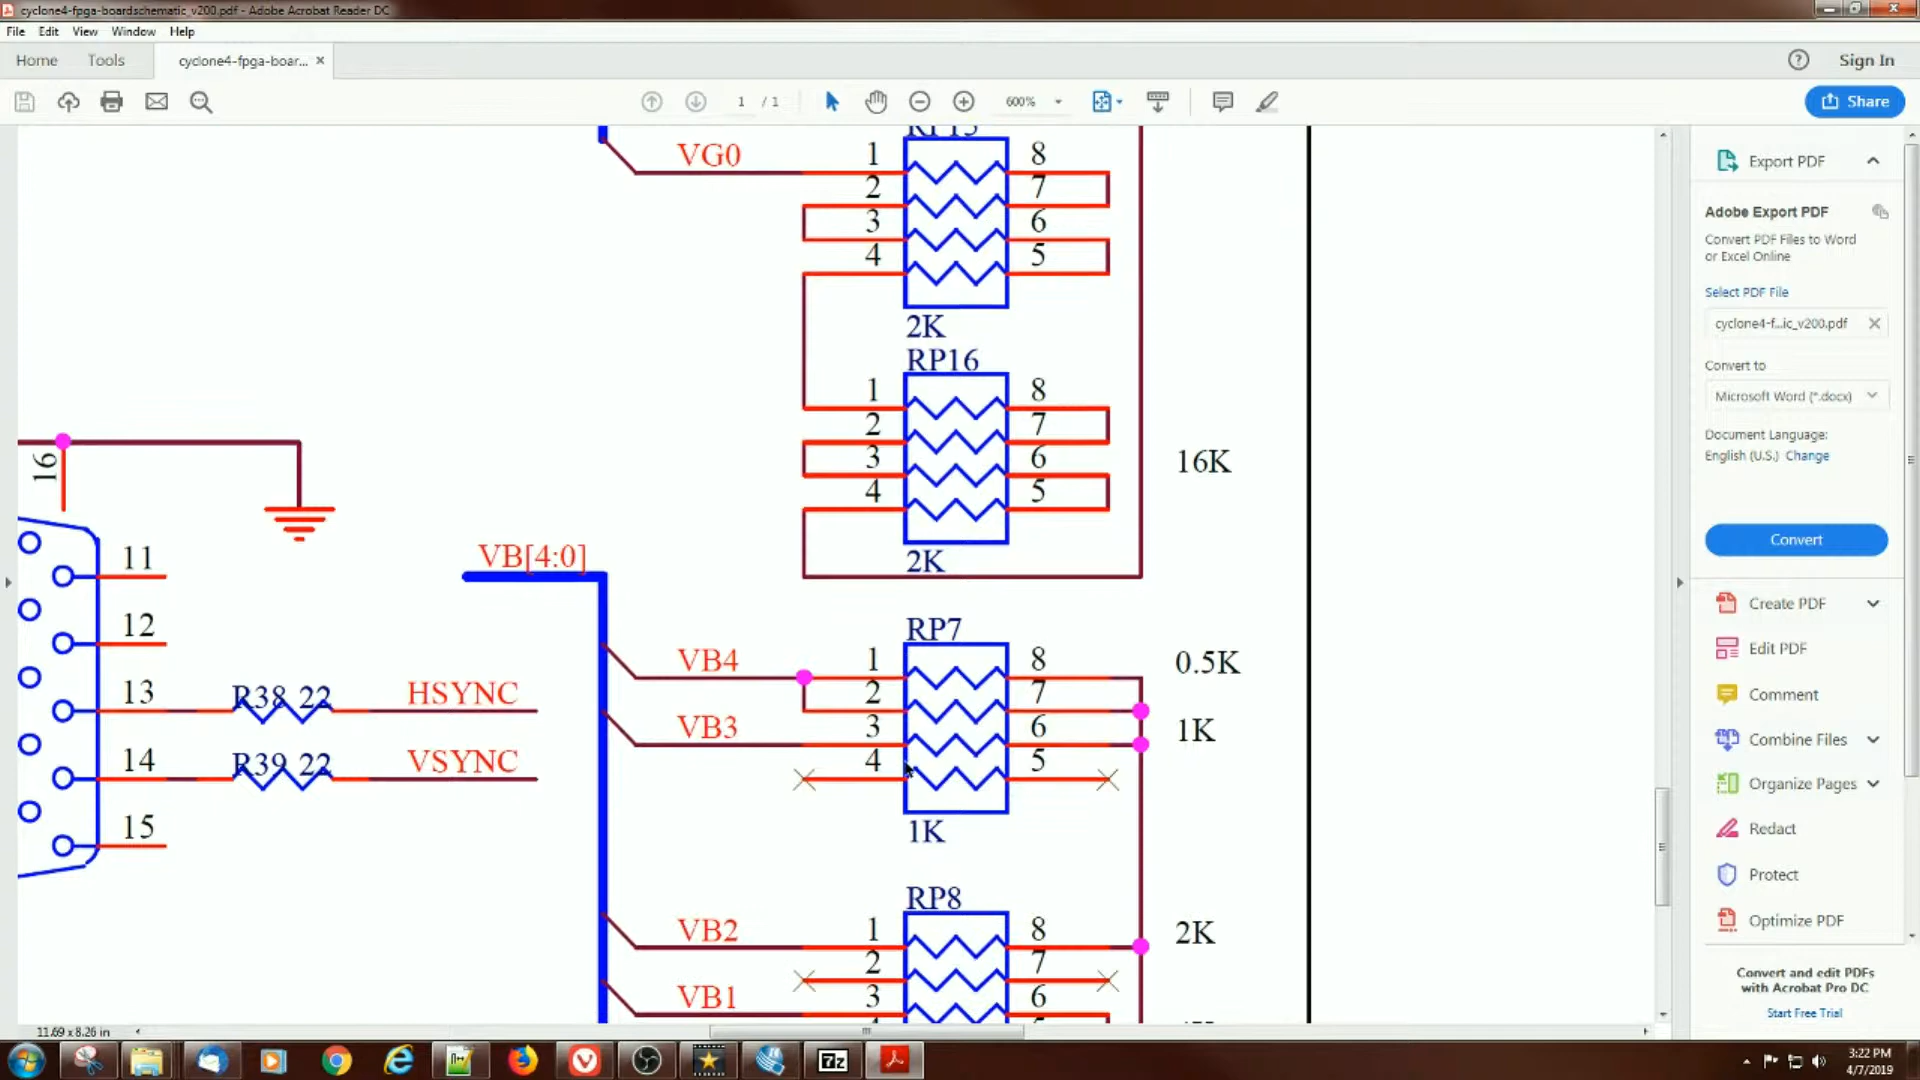 cyclone4-fpga-boardschematic_v200.pdf - Adobe Acrobat Reader DC
File Edit View Window Help
Home Tools cyclone4-fpga-boar... × Sign In
1 / 1 600% Share
RP15
VG0 1 8
2 7
3 6
4 5
2K
RP16
1 8
2 7
3 6
4 5
16K
2K
16
11
12
13 R38 22 HSYNC
14 R39 22 VSYNC
15
VB[4:0]
RP7
VB4 1 8 0.5K
2 7
VB3 3 6 1K
4 5
1K
RP8
VB2 1 8 2K
2 7
VB1 3 6
Export PDF
Adobe Export PDF
Convert PDF Files to Word
or Excel Online
Select PDF File
cyclone4-f...ic_v200.pdf
Convert to
Microsoft Word (*.docx)
Document Language:
English (U.S.) Change
Convert
Create PDF
Edit PDF
Comment
Combine Files
Organize Pages
Redact
Protect
Optimize PDF
Convert and edit PDFs
with Acrobat Pro DC
Start Free Trial
11.69 x 8.26 in
7z
3:22 PM
4/7/2019